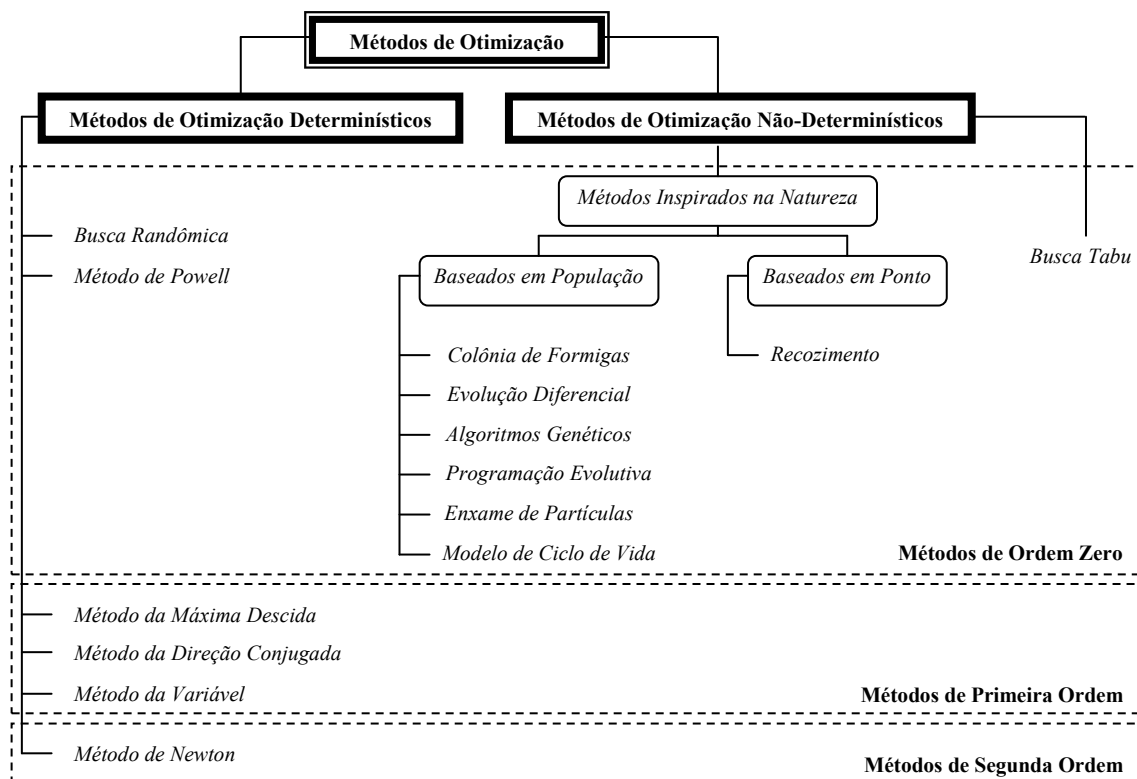 Métodos de Otimização
Métodos de Otimização Determinísticos
Métodos de Otimização Não-Determinísticos
Métodos Inspirados na Natureza
Busca Randômica
Método de Powell
Baseados em População
Baseados em Ponto
Busca Tabu
Colônia de Formigas
Evolução Diferencial
Algoritmos Genéticos
Programação Evolutiva
Enxame de Partículas
Modelo de Ciclo de Vida
Recozimento
Métodos de Ordem Zero
Método da Máxima Descida
Método da Direção Conjugada
Método da Variável
Métodos de Primeira Ordem
Método de Newton
Métodos de Segunda Ordem